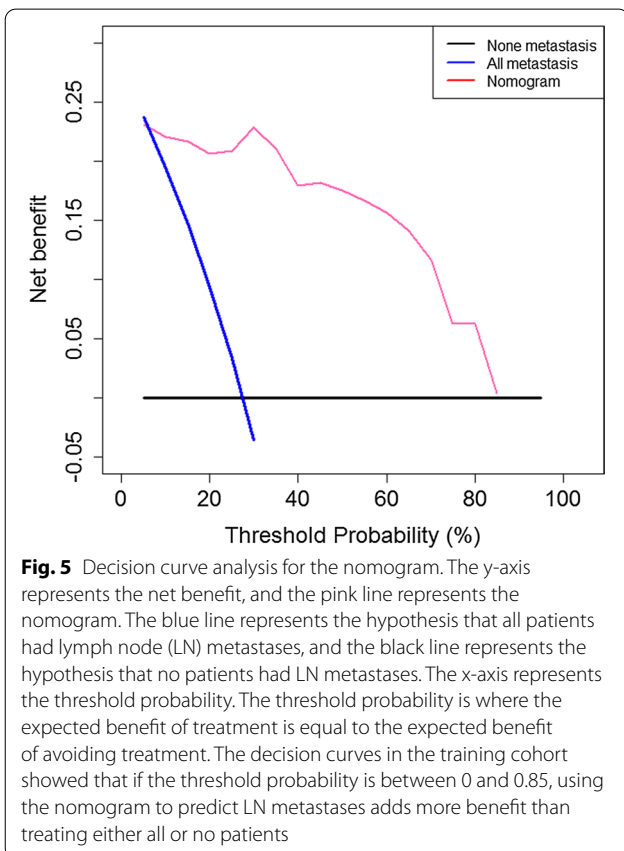 None metastasis
All metastasis
Nomogram
0.25
0.15
0.05
-0.05
Net benefit
0 20 40 60 80 100
Threshold Probability (%)
Fig. 5 Decision curve analysis for the nomogram. The y-axis
represents the net benefit, and the pink line represents the
nomogram. The blue line represents the hypothesis that all patients
had lymph node (LN) metastases, and the black line represents the
hypothesis that no patients had LN metastases. The x-axis represents
the threshold probability. The threshold probability is where the
expected benefit of treatment is equal to the expected benefit
of avoiding treatment. The decision curves in the training cohort
showed that if the threshold probability is between 0 and 0.85, using
the nomogram to predict LN metastases adds more benefit than
treating either all or no patients